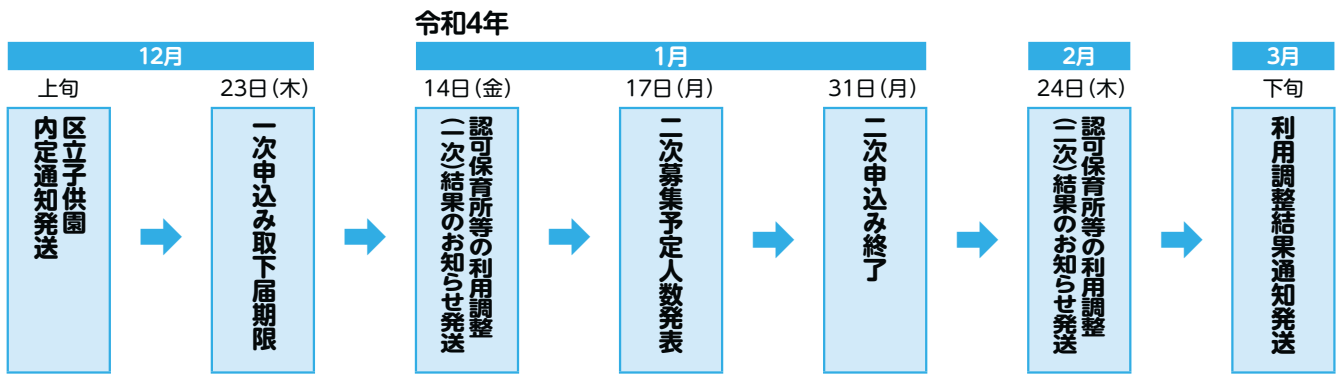 令和4年
12月
1月
2月
3月
上旬
23日(木)
14日(金)
17日(月)
31日(月)
24日(木)
下旬
区立子供園
内定通知発送
一次申込み取下届期限
認可保育所等の利用調整
(一次)結果のお知らせ発送
二次募集予定人数発表
二次申込み終了
認可保育所等の利用調整
(二次)結果のお知らせ発送
利用調整結果通知発送